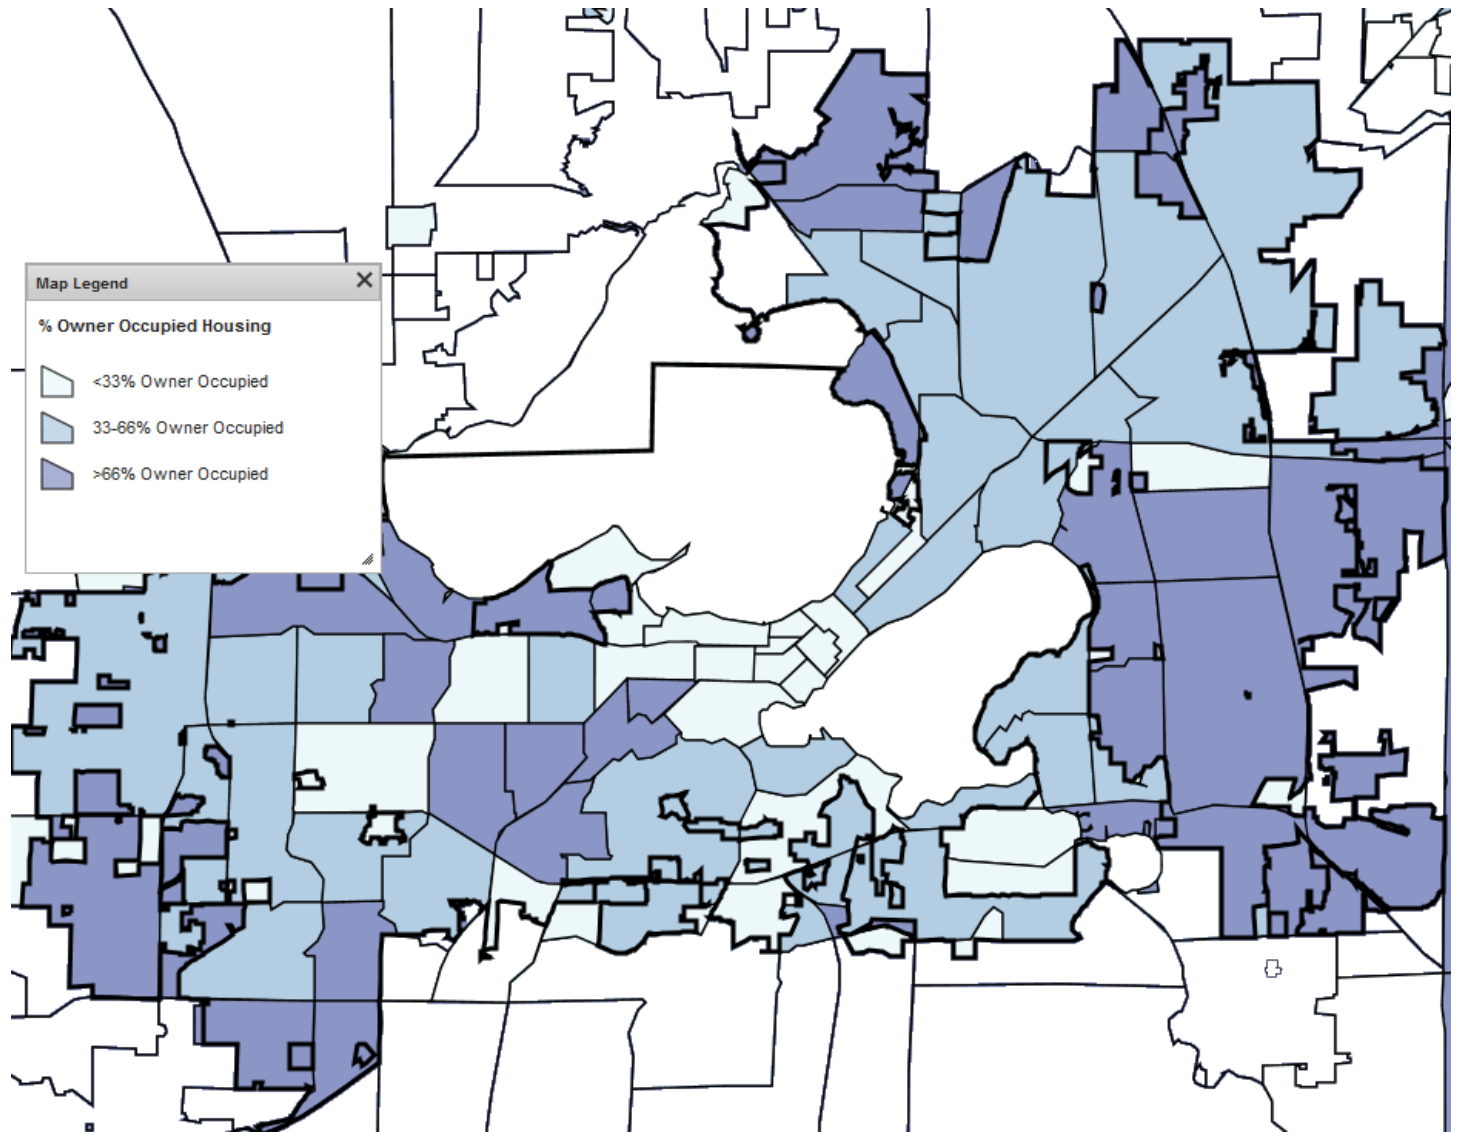 Map Legend
% Owner Occupied Housing
<33% Owner Occupied
33-66% Owner Occupied
>66% Owner Occupied